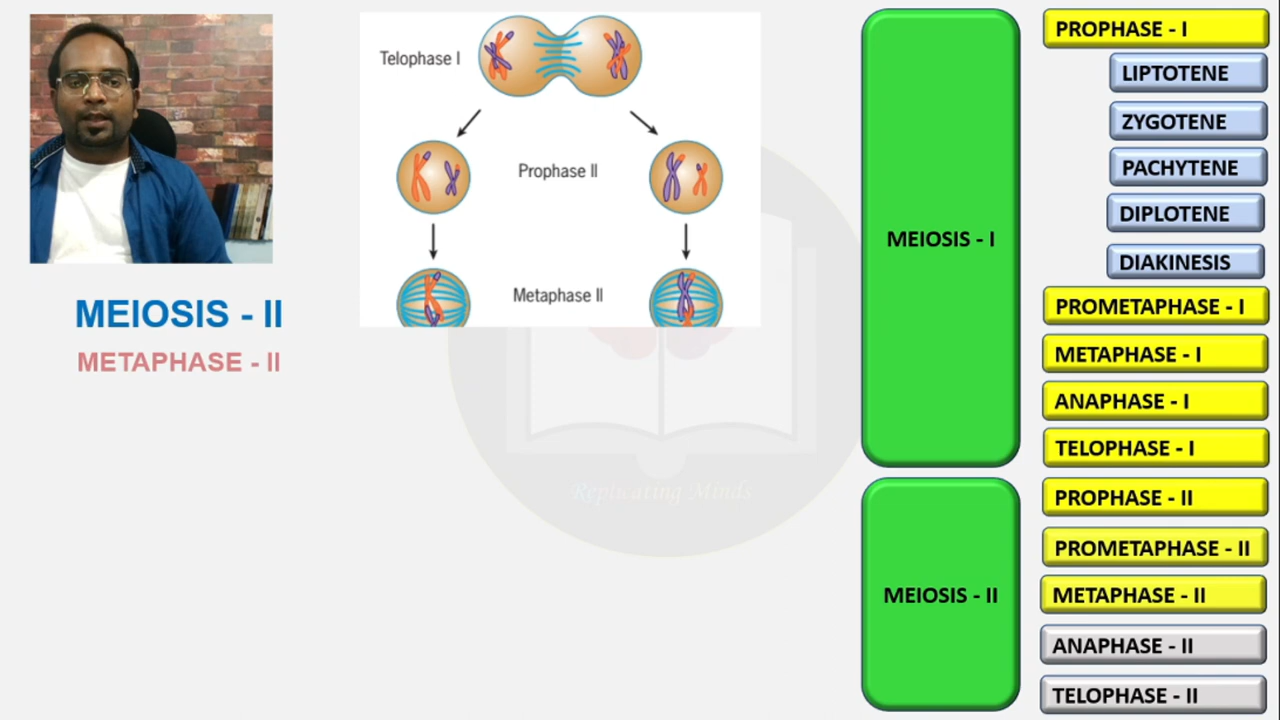 Telophase I
Prophase II
Metaphase II
MEIOSIS - II
METAPHASE - II
Replicating Minds
MEIOSIS - I
PROPHASE - I
LIPTOTENE
ZYGOTENE
PACHYTENE
DIPLOTENE
DIAKINESIS
PROMETAPHASE - I
METAPHASE - I
ANAPHASE - I
TELOPHASE - I
MEIOSIS - II
PROPHASE - II
PROMETAPHASE - II
METAPHASE - II
ANAPHASE - II
TELOPHASE - II